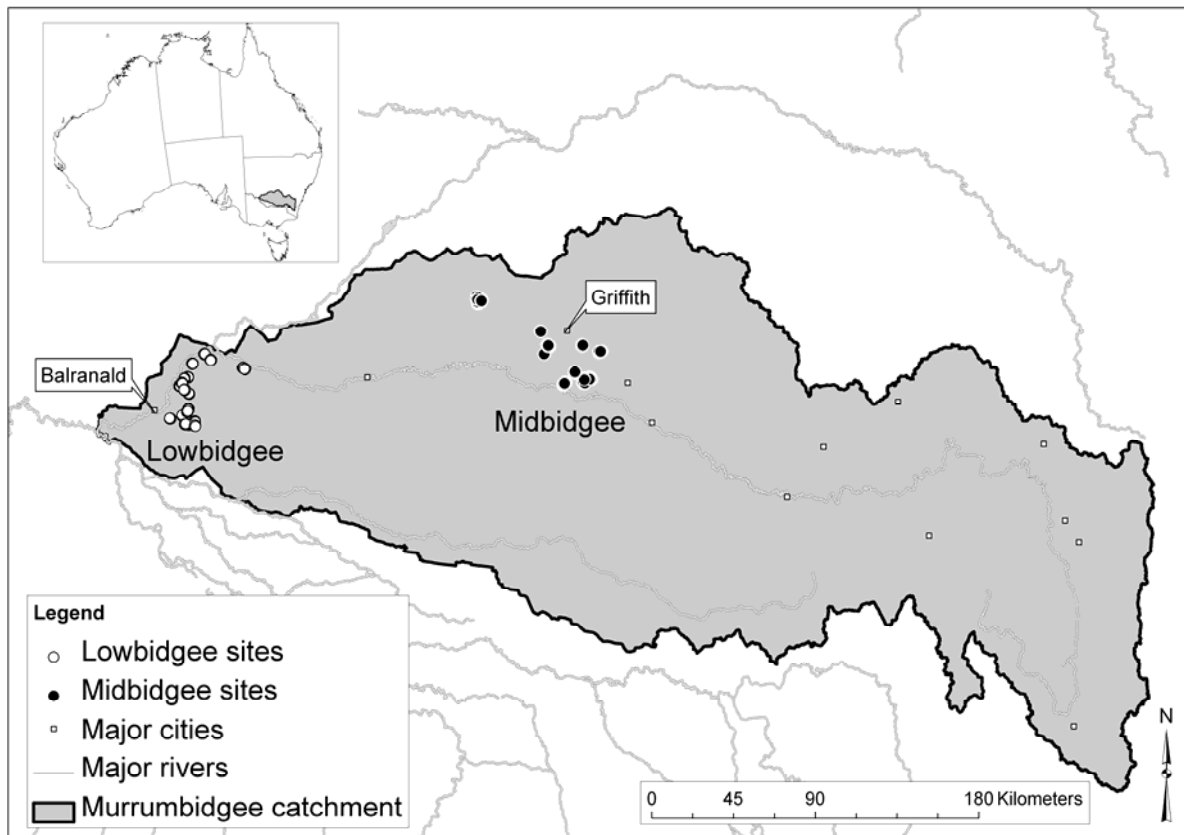 Griffith
Balranald
Midbidgee
Lowbidgee
Legend
Lowbidgee sites
Midbidgee sites
Major cities
Major rivers
Murrumbidgee catchment
N
0 45 90 180 Kilometers